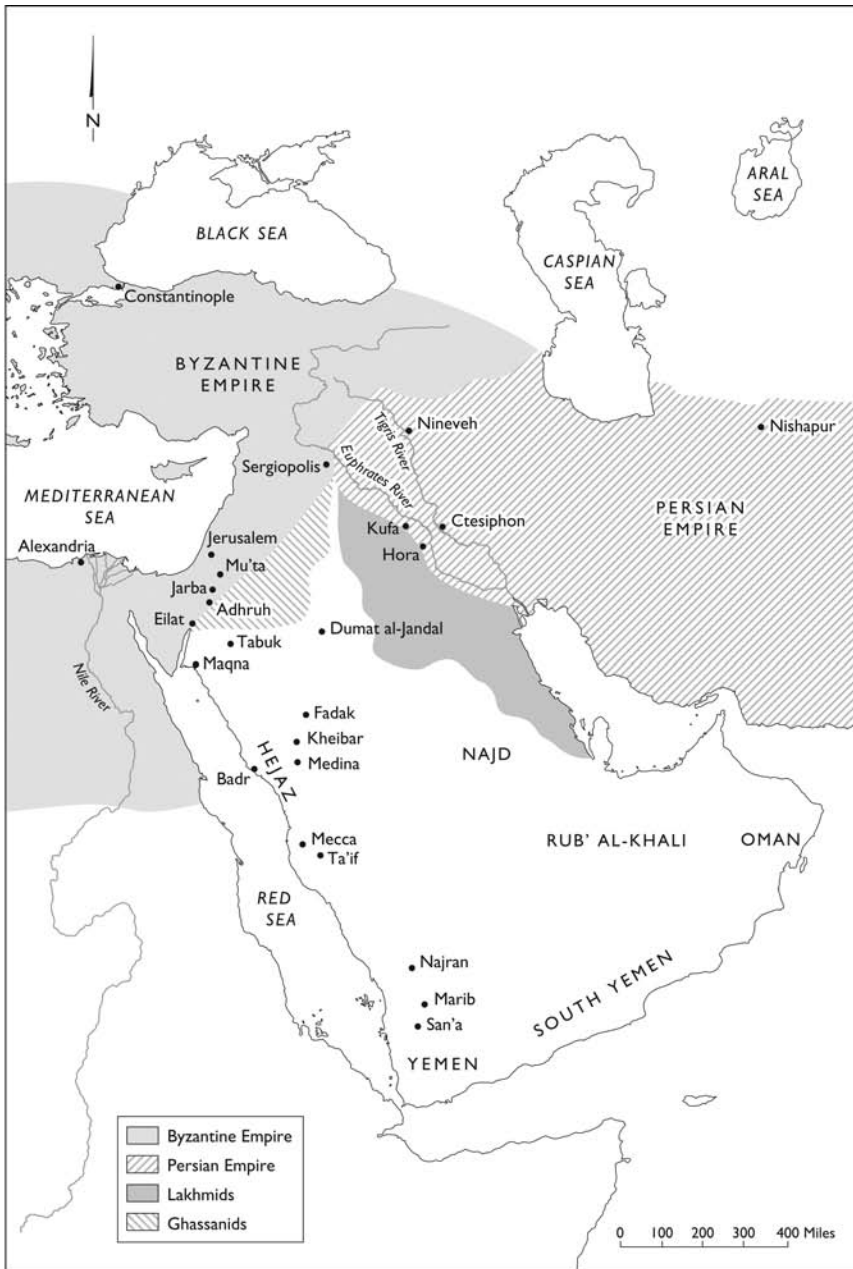 N
BLACK SEA
ARAL
SEA
CASPIAN
SEA
Constantinople
BYZANTINE
EMPIRE
Tigris River
Nineveh
Nishapur
Sergiopolis
Euphrates River
MEDITERRANEAN
SEA
PERSIAN
EMPIRE
Kufa
Ctesiphon
Hora
Alexandria
Jerusalem
Mu'ta
Jarba
Adhruh
Eilat
Tabuk
Dumat al-Jandal
Maqna
Nile River
Fadak
Kheibar
Medina
HEJAZ
Badr
NAJD
Mecca
Ta'if
RUB' AL-KHALI
OMAN
RED
SEA
Najran
Marib
San'a
SOUTH YEMEN
YEMEN
Byzantine Empire
Persian Empire
Lakhmids
Ghassanids
0 100 200 300 400 Miles